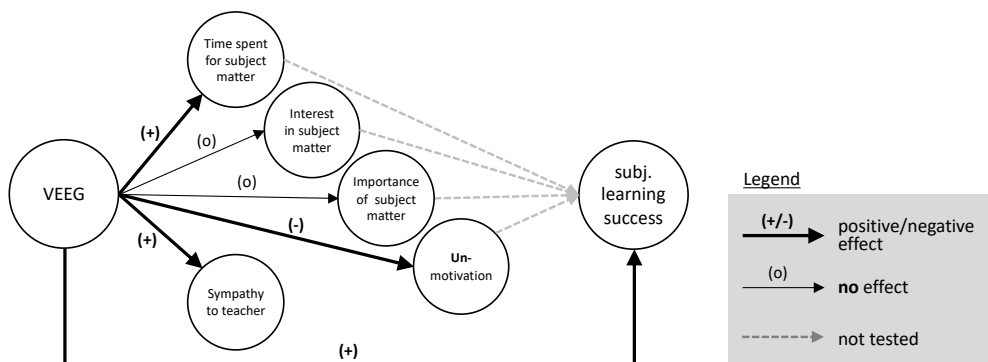 Time spent
for subject
matter
(+)
Interest
in subject
matter
(o)
VEEG
(o)
Importance
of subject
matter
(-)
Un-
motivation
(+)
Sympathy
to teacher
(+)
subj.
learning
success
Legend
(+/-)
positive/negative
effect
(o)
no effect
not tested